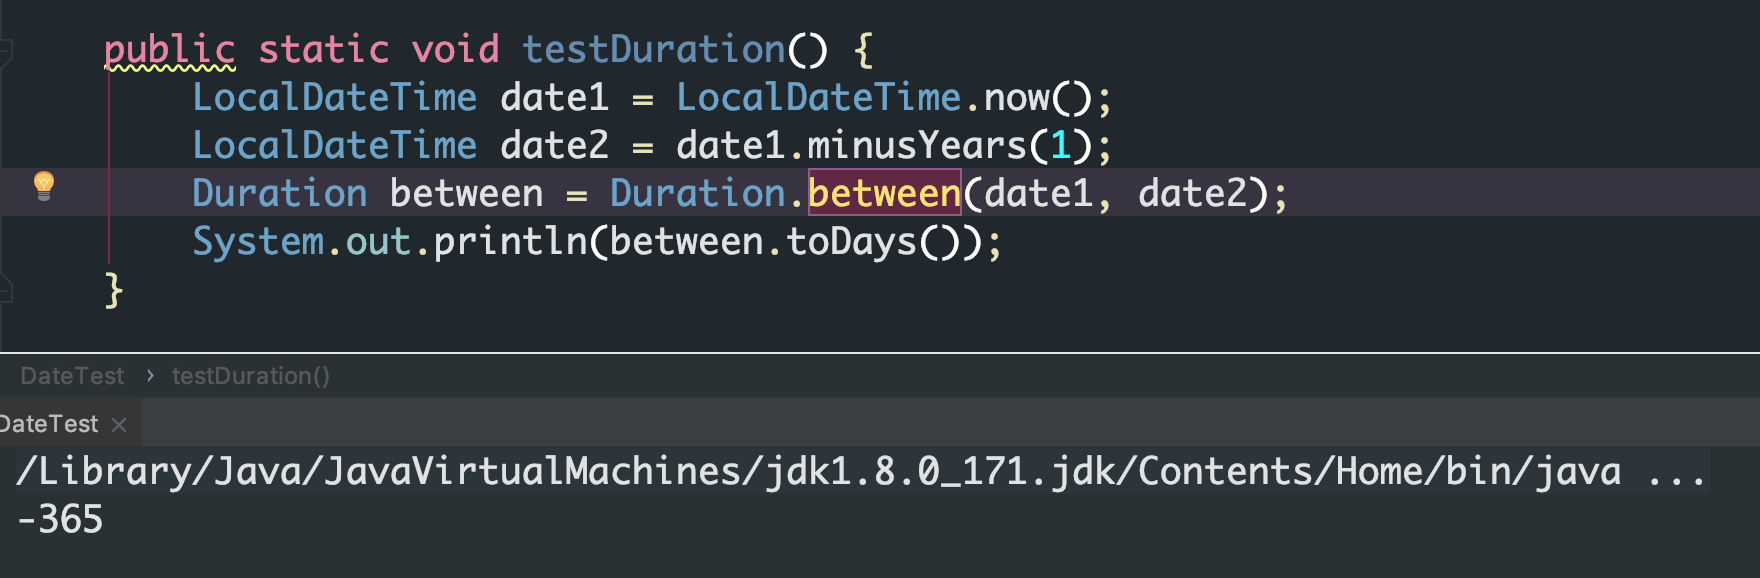 public static void testDuration() {
LocalDateTime date1 = LocalDateTime.now();
LocalDateTime date2 = date1.minusYears(1);
Duration between = Duration.between(date1, date2);
System.out.println(between.toDays());
}
DateTest › testDuration()
DateTest ×
/Library/Java/JavaVirtualMachines/jdk1.8.0_171.jdk/Contents/Home/bin/java ...
-365